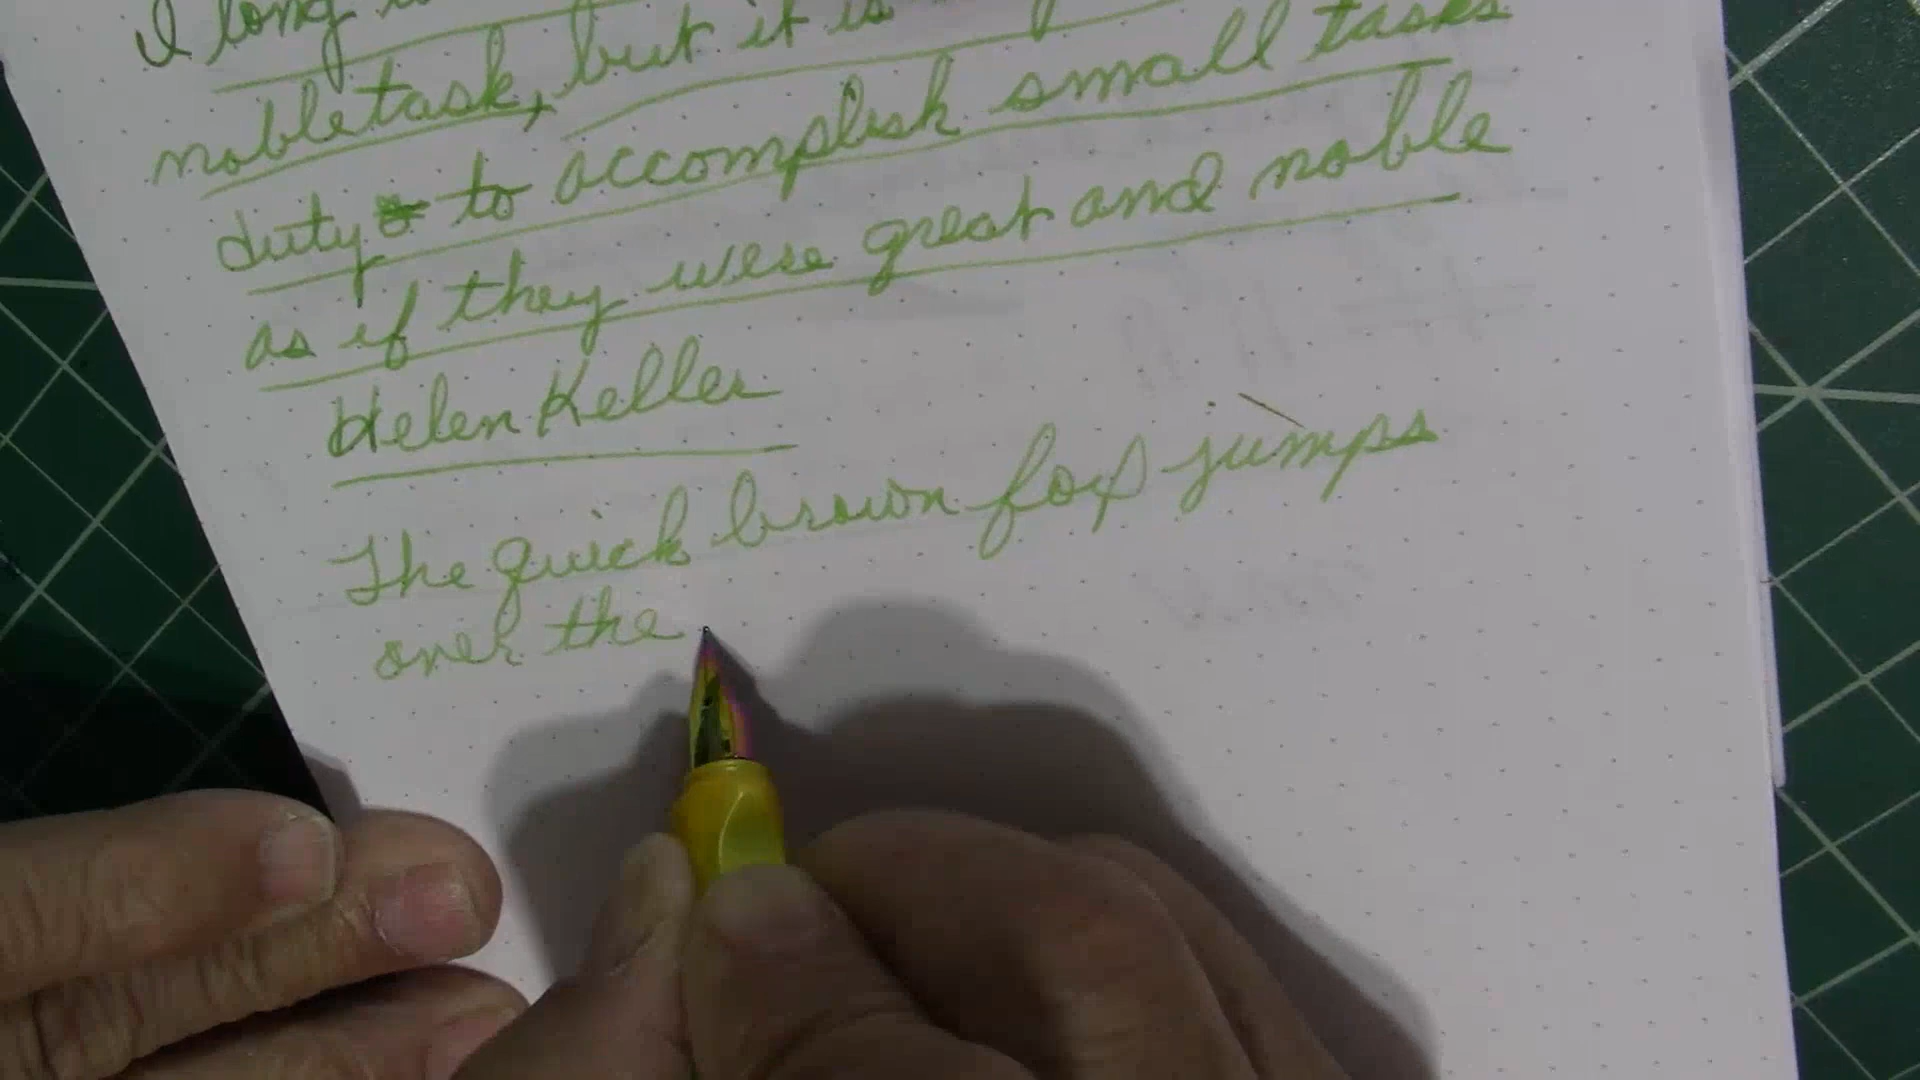 I long
noble task, but it is
duty to accomplish small tasks
as if they were great and noble
Helen Keller
The quick brown fox jumps
over the